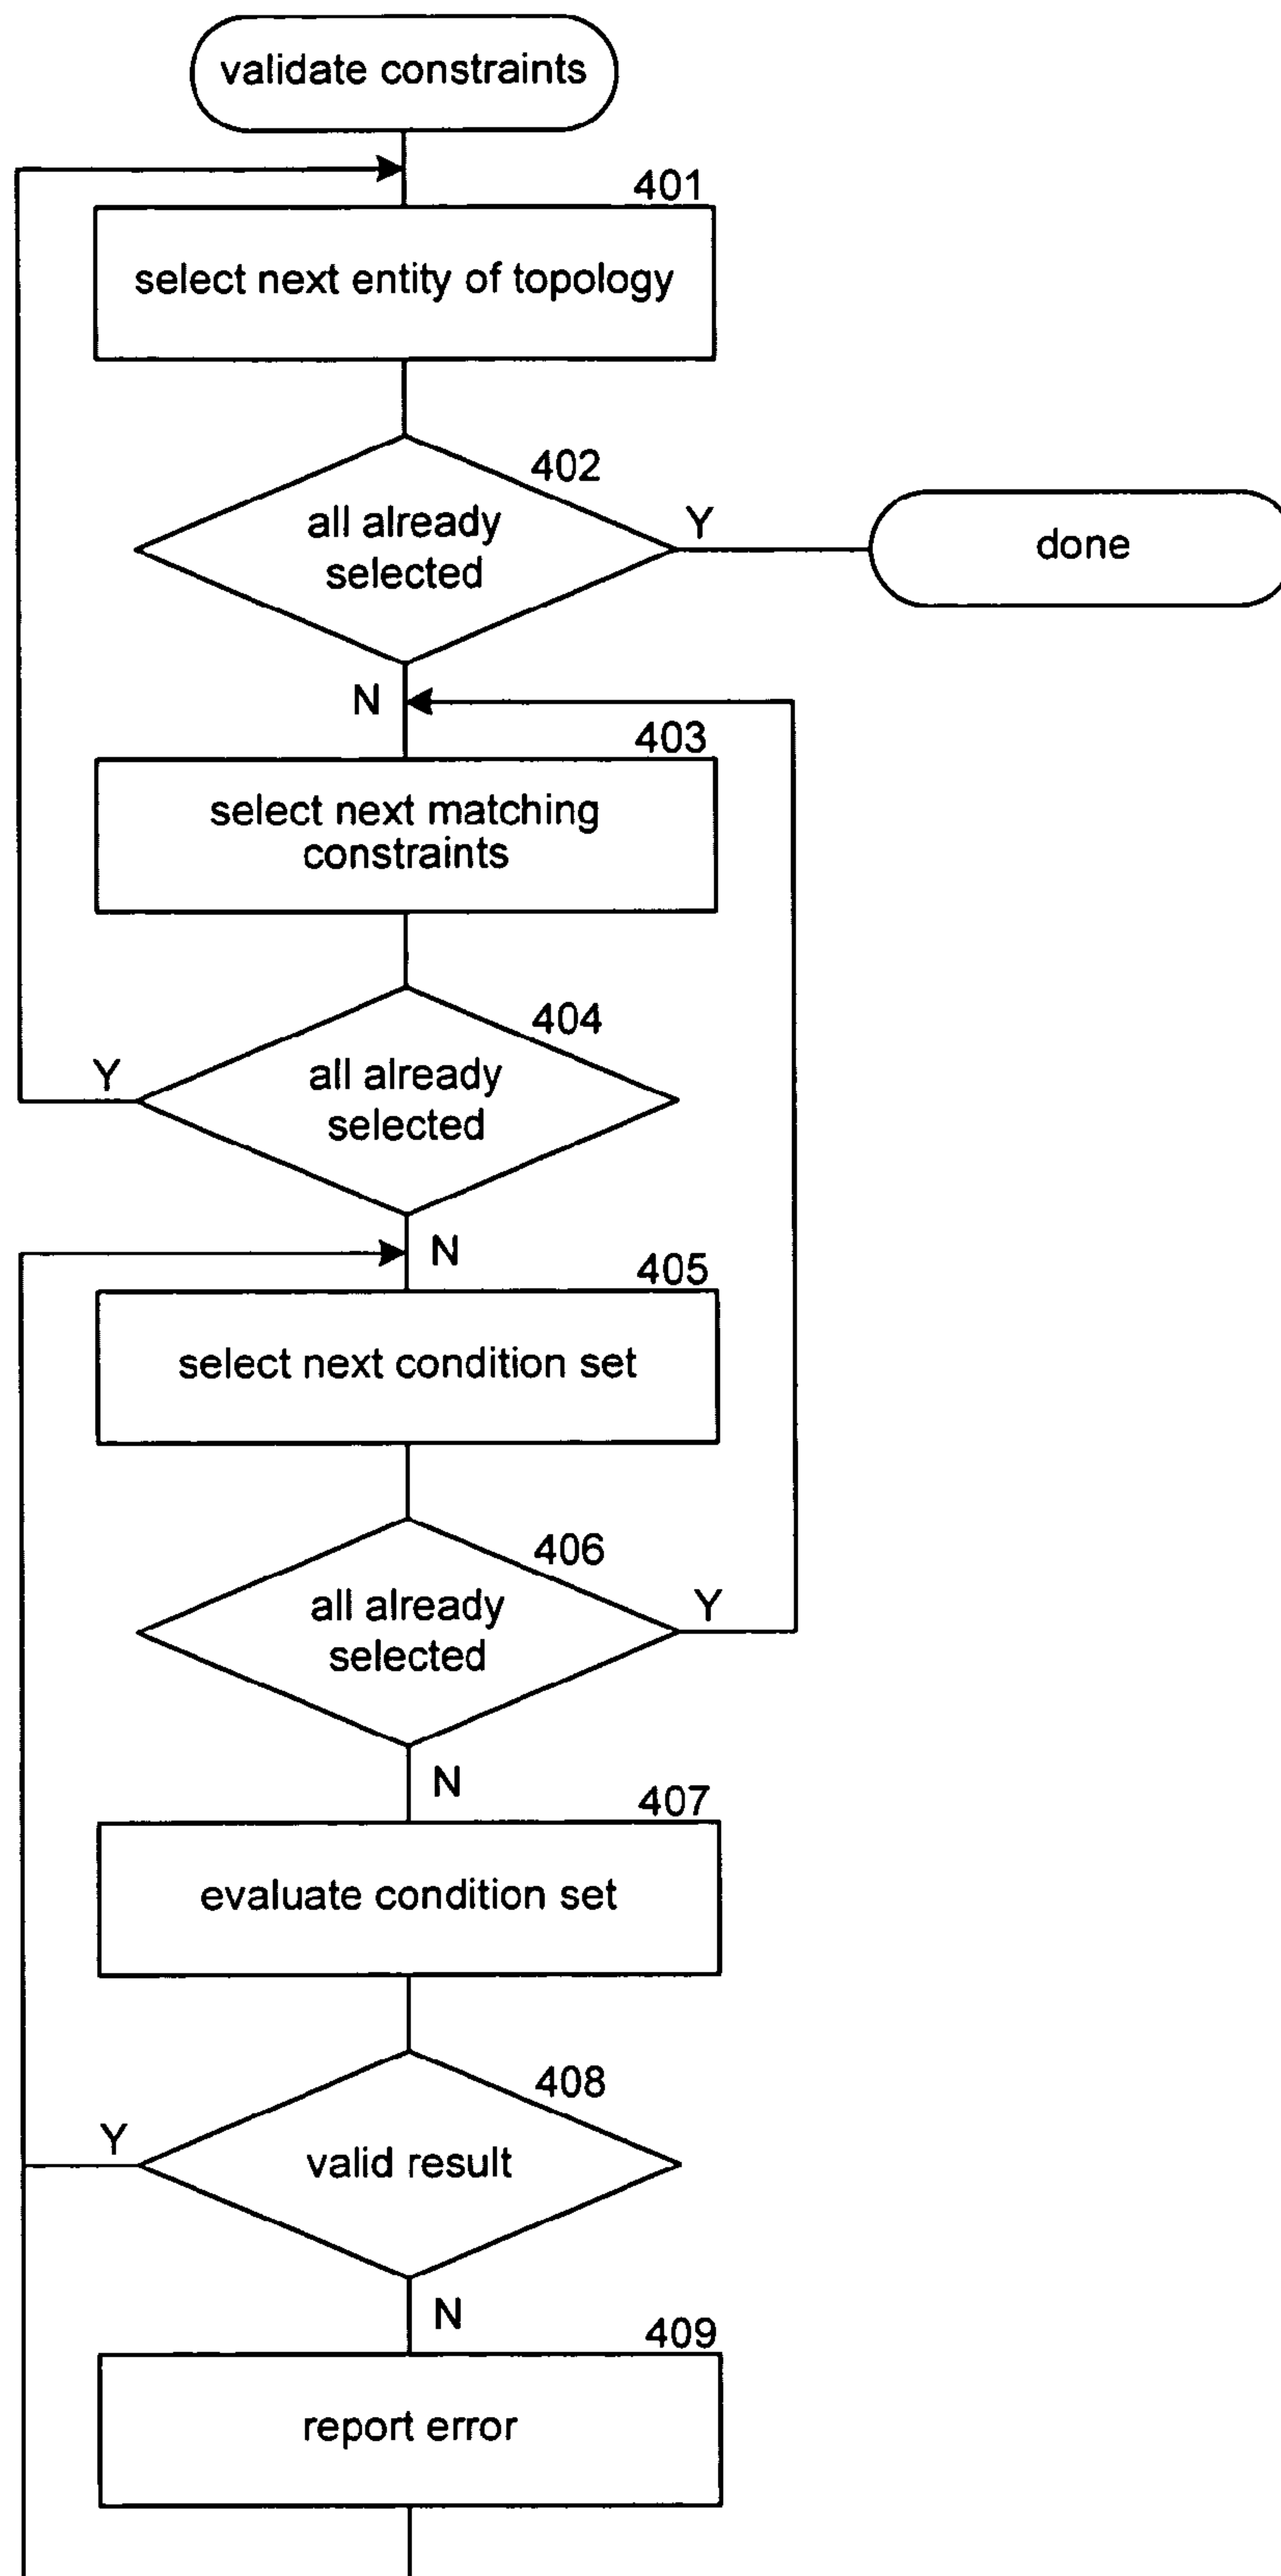 validate constraints
401
select next entity of topology
402
all already
selected
Y
done
N
403
select next matching
constraints
404
all already
selected
Y
N
405
select next condition set
406
all already
selected
Y
N
407
evaluate condition set
408
valid result
Y
N
409
report error